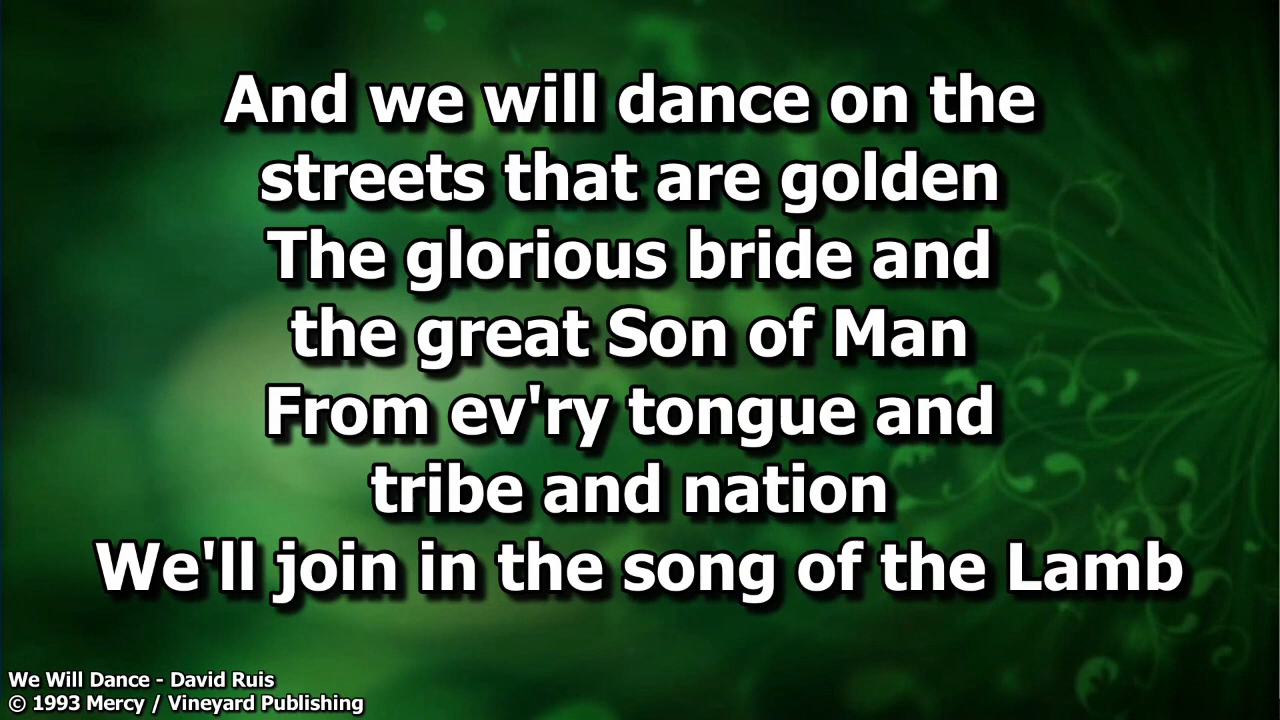 And we will dance on the
streets that are golden
The glorious bride and
the great Son of Man
From ev'ry tongue and
tribe and nation
We'll join in the song of the Lamb
We Will Dance - David Ruis
© 1993 Mercy / Vineyard Publishing